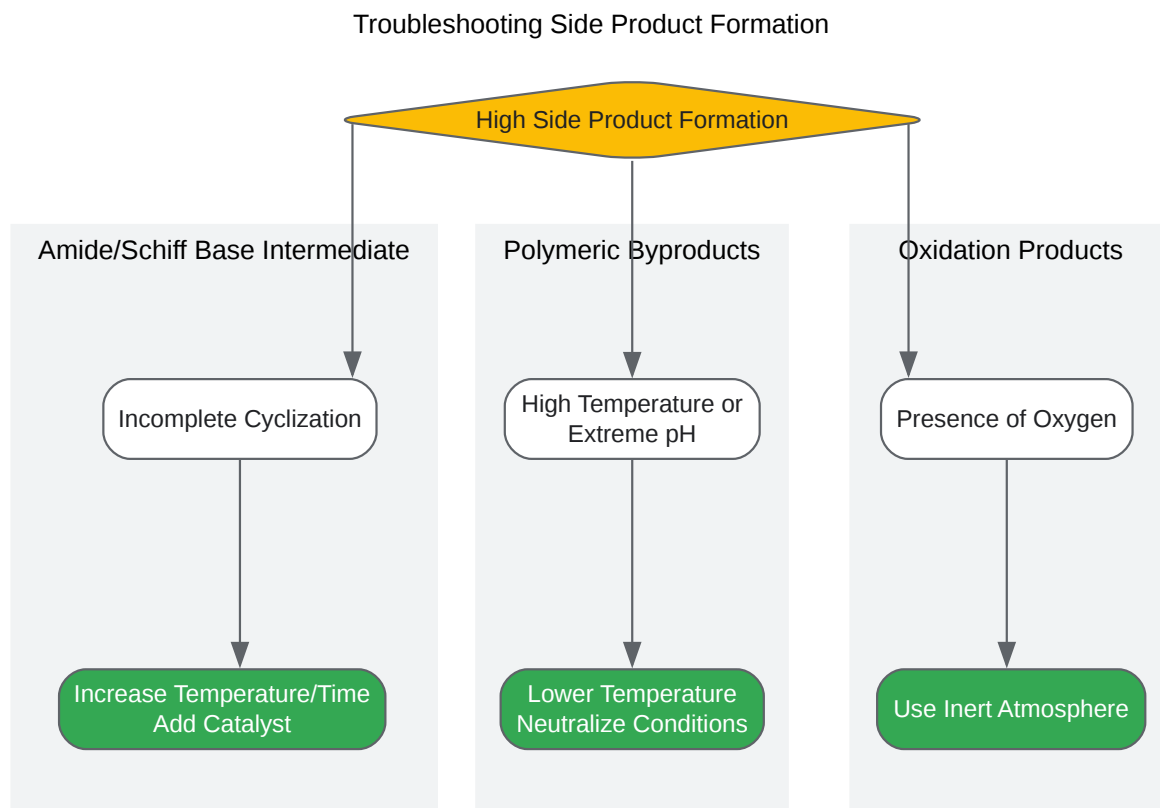 Troubleshooting Side Product Formation
High Side Product Formation
Amide/Schiff Base Intermediate
Polymeric Byproducts
Oxidation Products
Incomplete Cyclization
High Temperature or
Extreme pH
Presence of Oxygen
Increase Temperature/Time
Add Catalyst
Lower Temperature
Neutralize Conditions
Use Inert Atmosphere